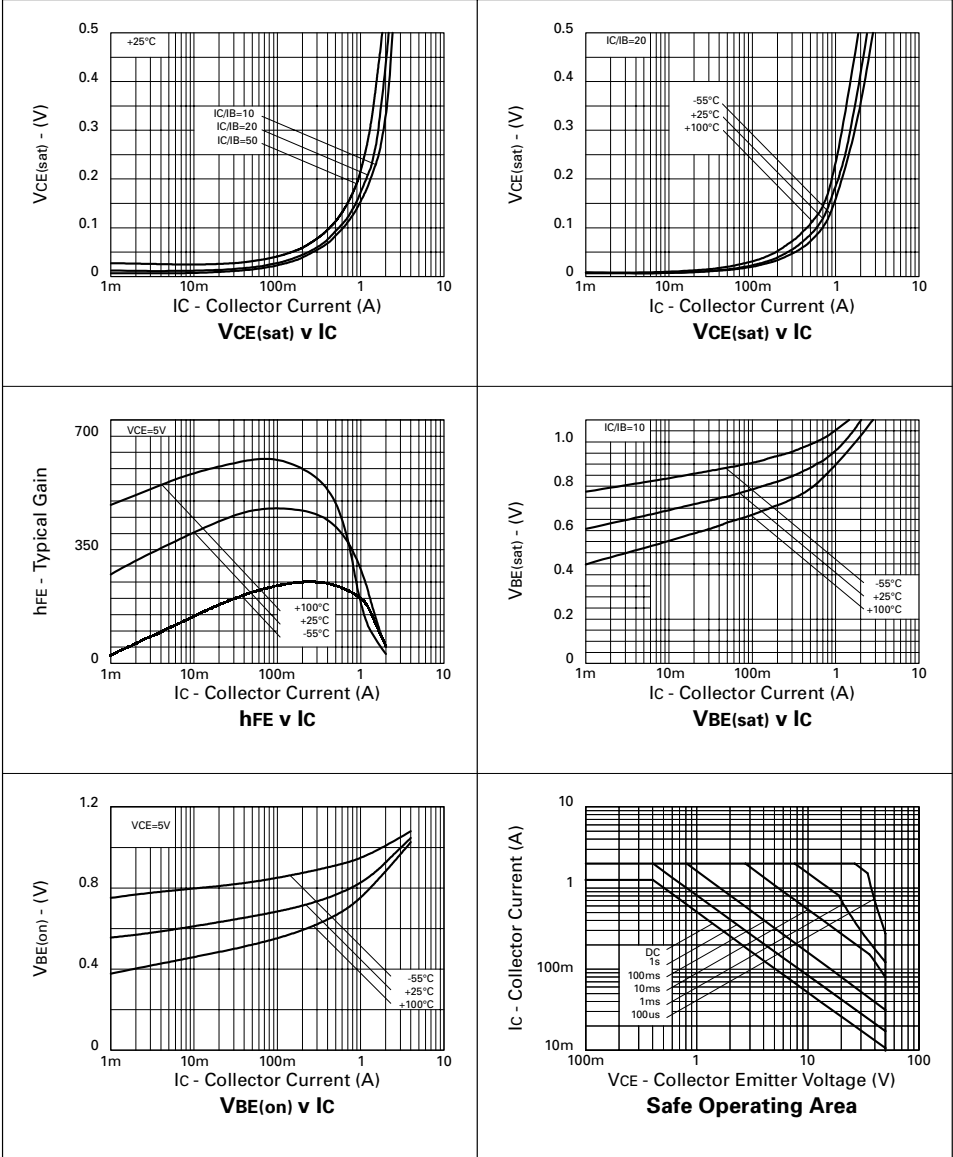 0.5
0.4
0.3
0.2
0.1
0
+25°C
IC/IB=10
IC/IB=20
IC/IB=50
VCE(sat) - (V)
1m 10m 100m 1 10
IC - Collector Current (A)
VCE(sat) v IC
0.5
0.4
0.3
0.2
0.1
0
IC/IB=20
-55°C
+25°C
+100°C
VCE(sat) - (V)
1m 10m 100m 1 10
IC - Collector Current (A)
VCE(sat) v IC
700
350
0
VCE=5V
+100°C
+25°C
-55°C
hFE - Typical Gain
1m 10m 100m 1 10
IC - Collector Current (A)
hFE v IC
1.0
0.8
0.6
0.4
0.2
0
IC/IB=10
-55°C
+25°C
+100°C
VBE(sat) - (V)
1m 10m 100m 1 10
IC - Collector Current (A)
VBE(sat) v IC
1.2
0.8
0.4
0
VCE=5V
-55°C
+25°C
+100°C
VBE(on) - (V)
1m 10m 100m 1 10
IC - Collector Current (A)
VBE(on) v IC
10
1
100m
10m
DC
1s
100ms
10ms
1ms
100us
IC - Collector Current (A)
100m 1 10 100
VCE - Collector Emitter Voltage (V)
Safe Operating Area